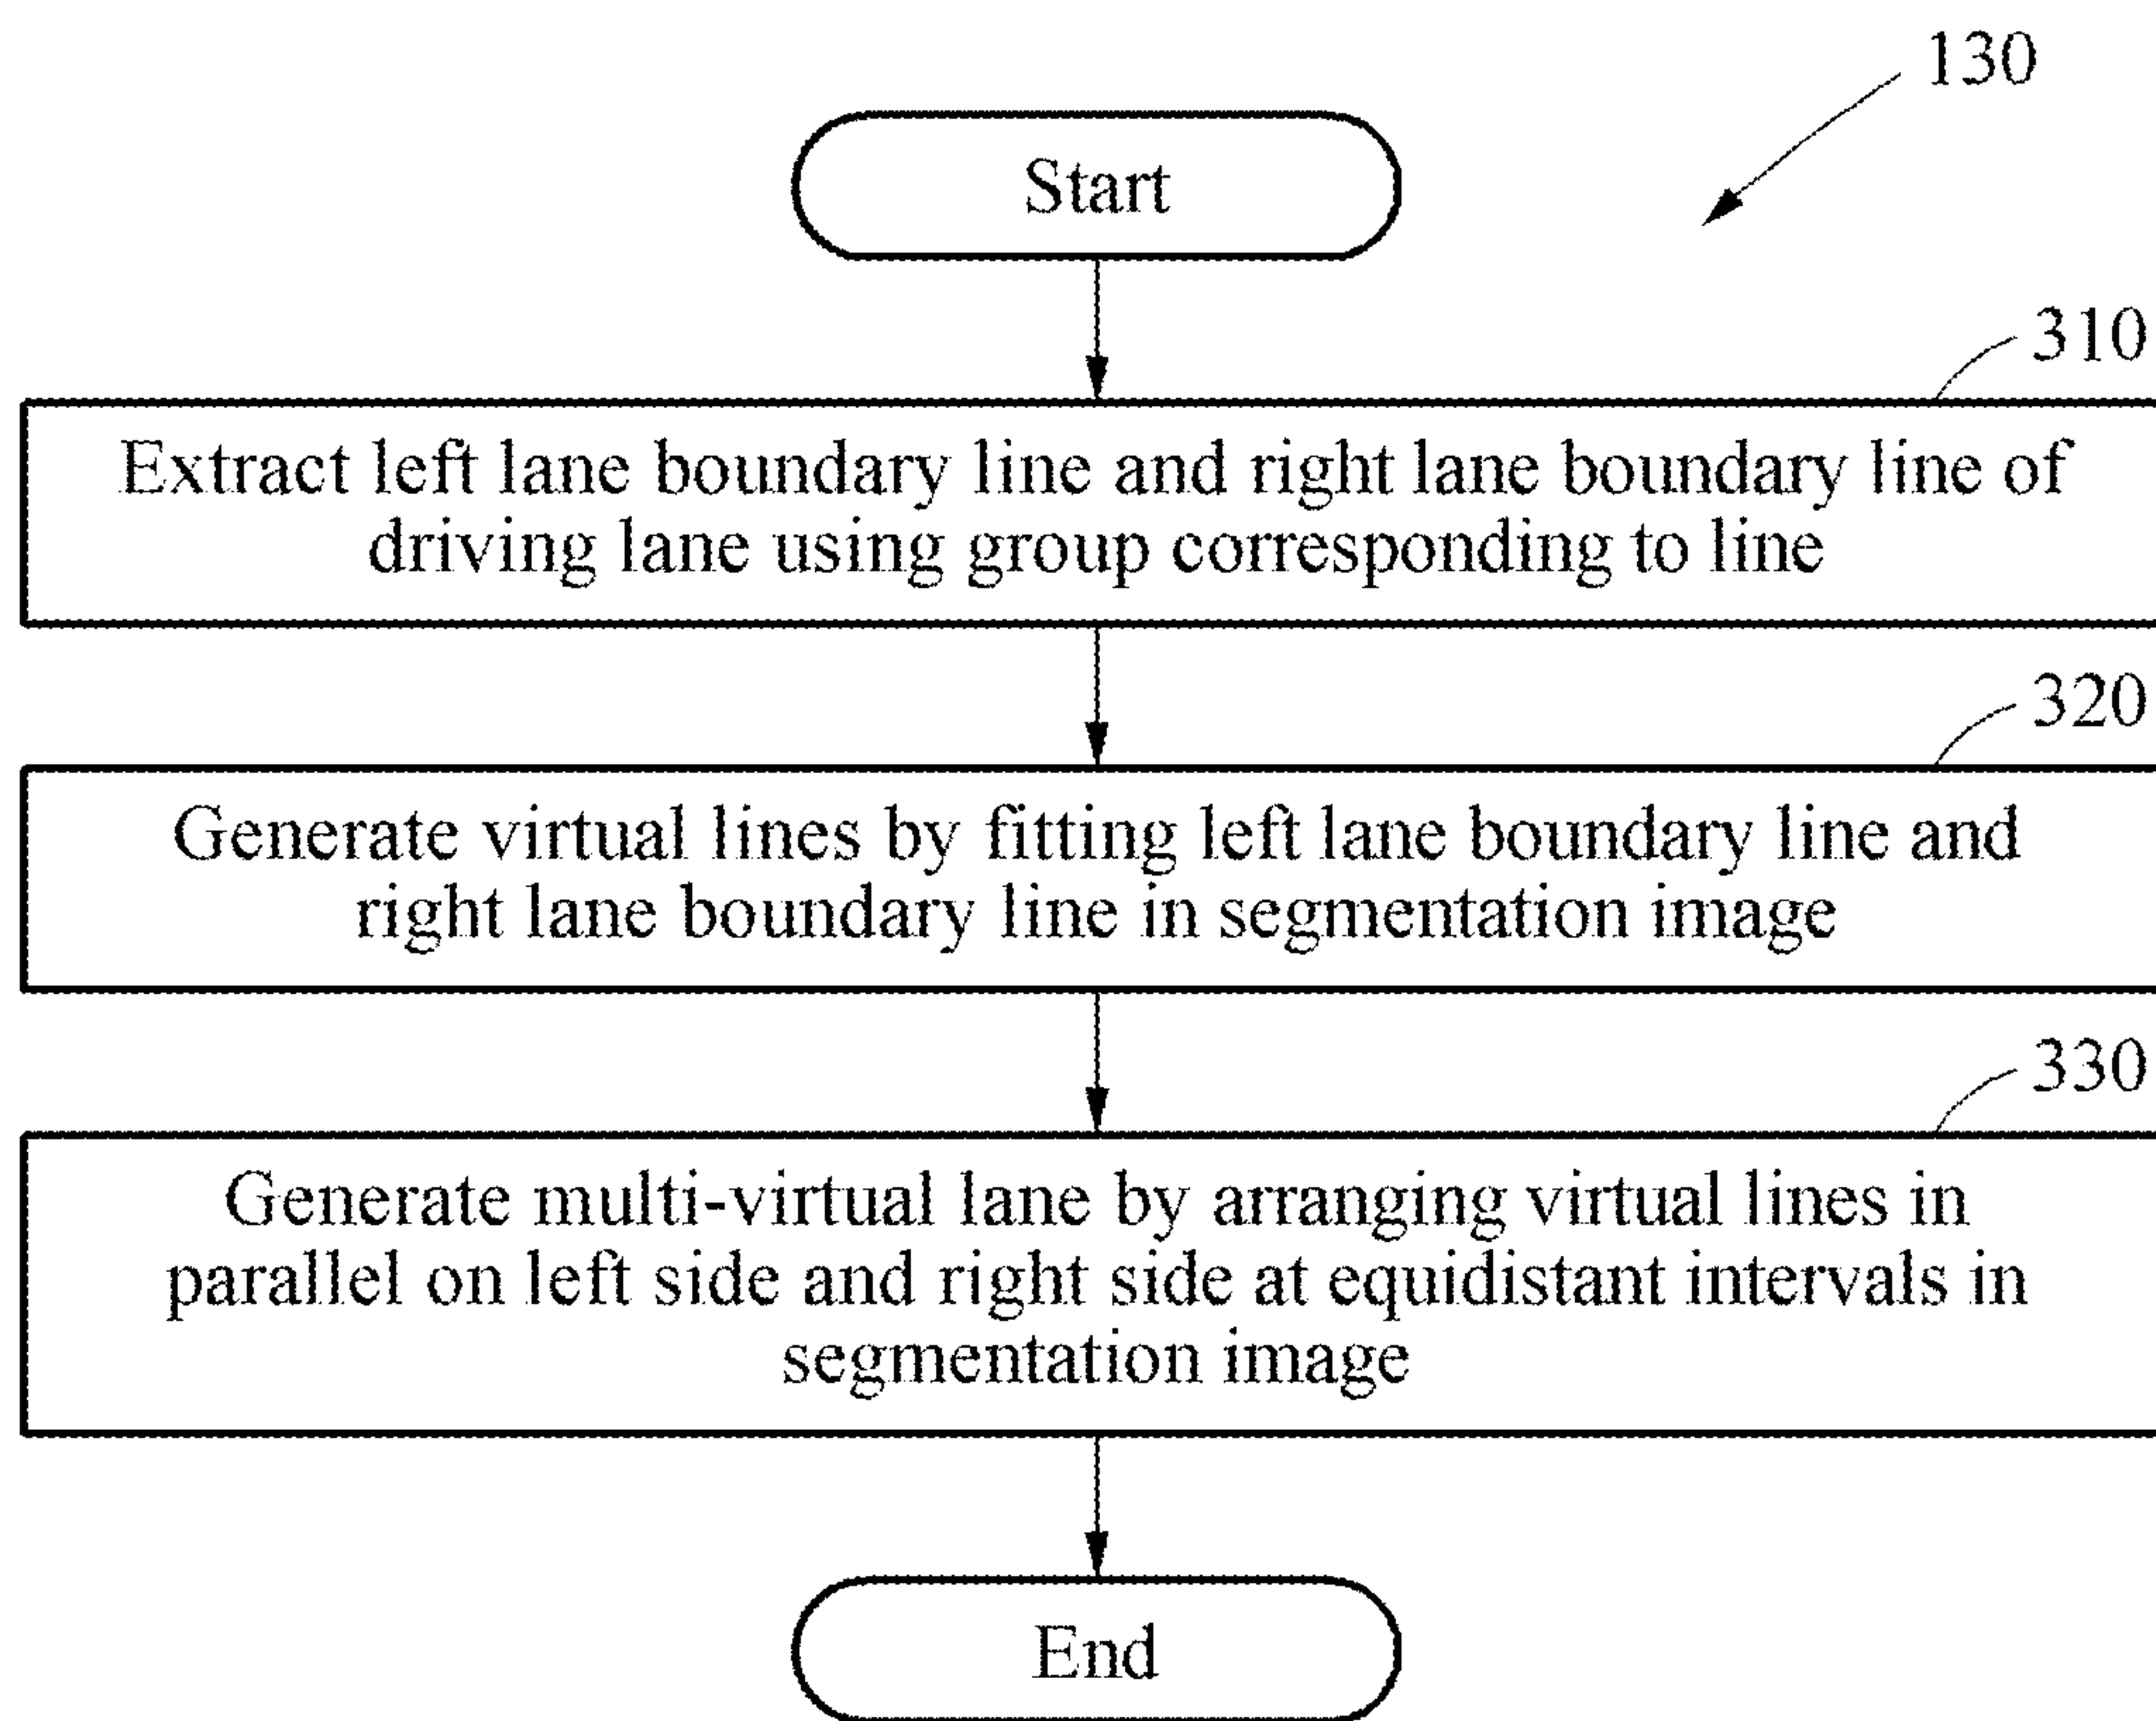 130
Start
310
Extract left lane boundary line and right lane boundary line of
driving lane using group corresponding to line
320
Generate virtual lines by fitting left lane boundary line and
right lane boundary line in segmentation image
330
Generate multi-virtual lane by arranging virtual lines in
parallel on left side and right side at equidistant intervals in
segmentation image
End